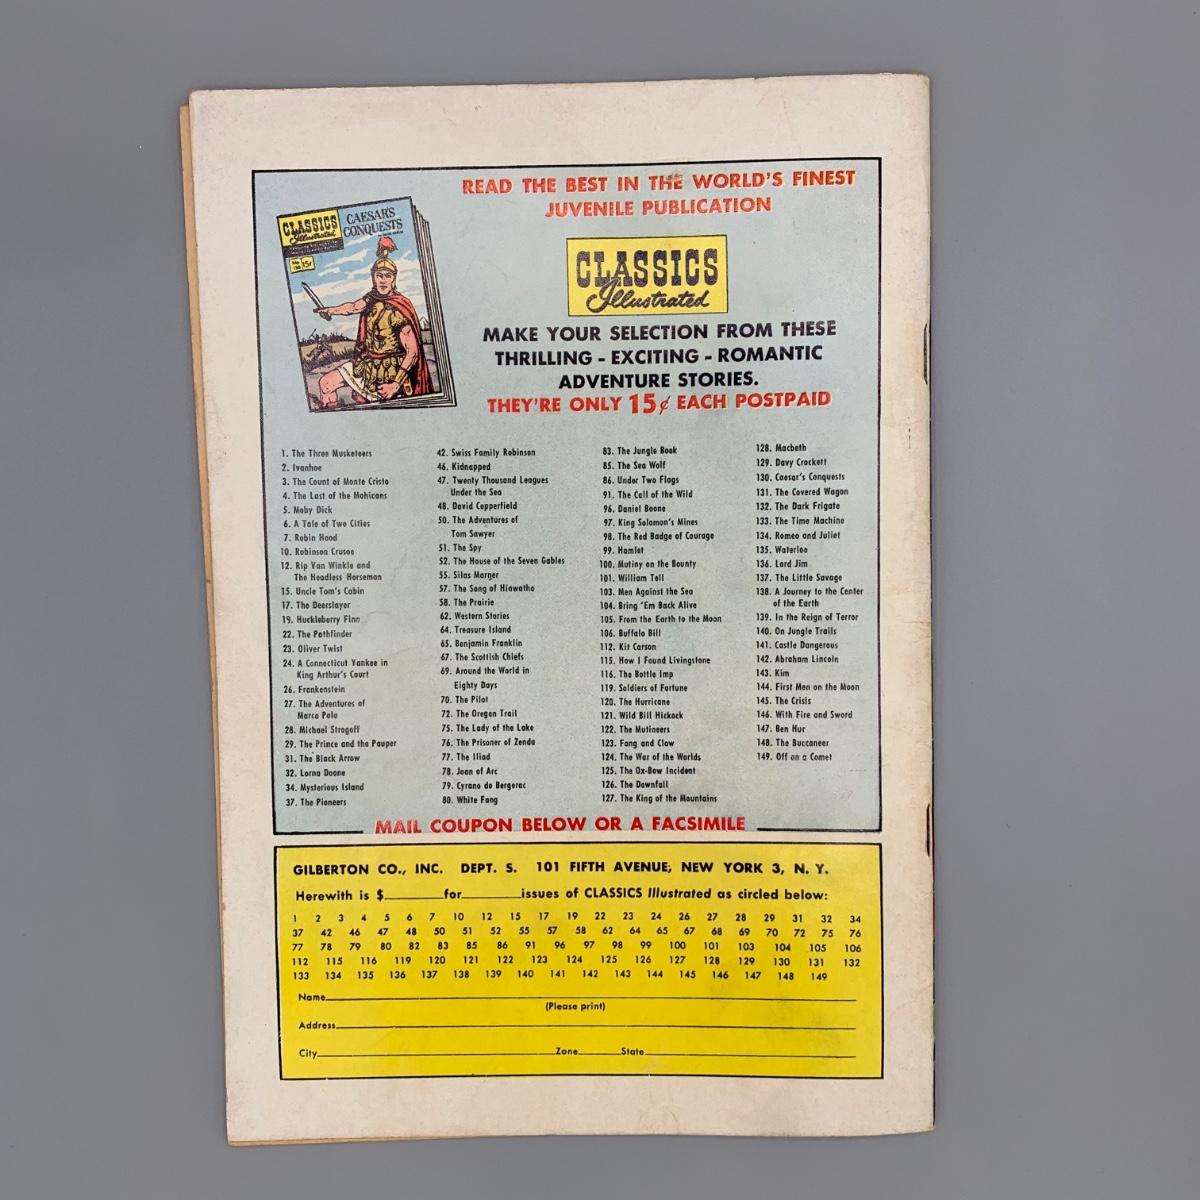 READ THE BEST IN THE WORLD'S FINEST
JUVENILE PUBLICATION
CLASSICS
Illustrated
CAESAR'S
CONQUESTS
CLASSICS
Illustrated
No.
130
15¢
MAKE YOUR SELECTION FROM THESE
THRILLING - EXCITING - ROMANTIC
ADVENTURE STORIES.
THEY'RE ONLY 15¢ EACH POSTPAID
1. The Three Musketeers
2. Ivanhoe
3. The Count of Monte Cristo
4. The Last of the Mohicans
5. Moby Dick
6. A Tale of Two Cities
7. Robin Hood
10. Robinson Crusoe
12. Rip Van Winkle and
The Headless Horseman
15. Uncle Tom's Cabin
17. The Deerslayer
19. Huckleberry Finn
22. The Pathfinder
23. Oliver Twist
24. A Connecticut Yankee in
King Arthur's Court
26. Frankenstein
27. The Adventures of
Marco Polo
28. Michael Strogoff
29. The Prince and the Pauper
31. The Black Arrow
32. Lorna Doone
34. Mysterious Island
37. The Pioneers
42. Swiss Family Robinson
46. Kidnapped
47. Twenty Thousand Leagues
Under the Sea
48. David Copperfield
50. The Adventures of
Tom Sawyer
51. The Spy
52. The House of the Seven Gables
55. Silas Marner
57. The Song of Hiawatha
58. The Prairie
62. Western Stories
64. Treasure Island
65. Benjamin Franklin
67. The Scottish Chiefs
69. Around the World in
Eighty Days
70. The Pilot
72. The Oregon Trail
75. The Lady of the Lake
76. The Prisoner of Zenda
77. The Iliad
78. Joan of Arc
79. Cyrano de Bergerac
80. White Fang
83. The Jungle Book
85. The Sea Wolf
86. Under Two Flags
91. The Call of the Wild
96. Daniel Boone
97. King Solomon's Mines
98. The Red Badge of Courage
99. Hamlet
100. Mutiny on the Bounty
101. William Tell
103. Men Against the Sea
104. Bring 'Em Back Alive
105. From the Earth to the Moon
106. Buffalo Bill
112. Kit Carson
115. How I Found Livingstone
116. The Bottle Imp
119. Soldiers of Fortune
120. The Hurricane
121. Wild Bill Hickock
122. The Mutineers
123. Fang and Claw
124. The War of the Worlds
125. The Ox-Bow Incident
126. The Downfall
127. The King of the Mountains
128. Macbeth
129. Davy Crockett
130. Caesar's Conquests
131. The Covered Wagon
132. The Dark Frigate
133. The Time Machine
134. Romeo and Juliet
135. Waterloo
136. Lord Jim
137. The Little Savage
138. A Journey to the Center
of the Earth
139. In the Reign of Terror
140. On Jungle Trails
141. Castle Dangerous
142. Abraham Lincoln
143. Kim
144. First Men on the Moon
145. The Crisis
146. With Fire and Sword
147. Ben Hur
148. The Buccaneer
149. Off on a Comet
MAIL COUPON BELOW OR A FACSIMILE
GILBERTON CO., INC. DEPT. S. 101 FIFTH AVENUE, NEW YORK 3, N. Y.
Herewith is $ for issues of CLASSICS Illustrated as circled below:
1 2 3 4 5 6 7 10 12 15 17 19 22 23 24 26 27 28 29 31 32 34
37 42 46 47 48 50 51 52 55 57 58 62 64 65 67 68 69 70 72 75 76
77 78 79 80 82 83 85 86 91 96 97 98 99 100 101 103 104 105 106
112 115 116 119 120 121 122 123 124 125 126 127 128 129 130 131 132
133 134 135 136 137 138 139 140 141 142 143 144 145 146 147 148 149
Name
(Please print)
Address
City Zone State